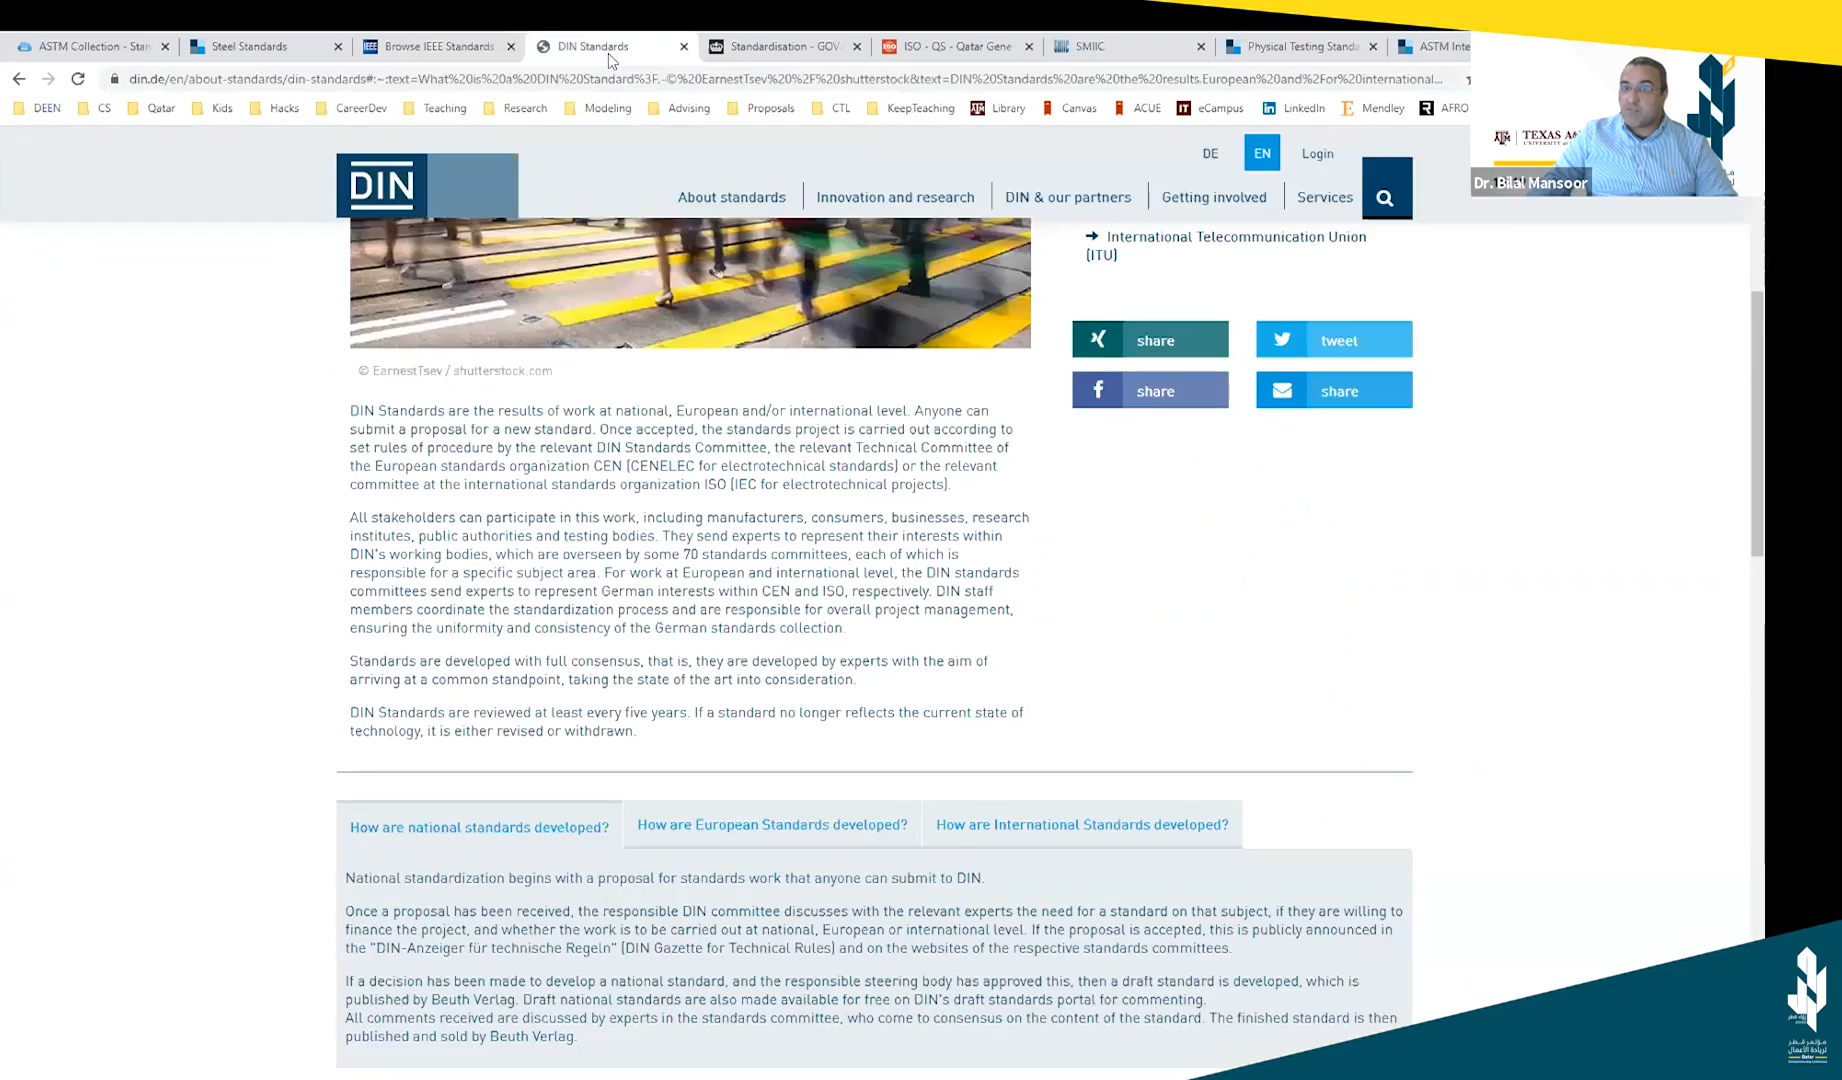 ASTM Collection - Stan
Steel Standards
Browse IEEE Standards
DIN Standards
Standardisation - GOV.
ISO - QS - Qatar Gene
SMIIC
Physical Testing Standa
ASTM Inte
din.de/en/about-standards/din-standards#:~:text=What%20is%20a%20DIN%20Standard%3F,-©%20EarnestTsev%20%2F%20shutterstock&text=DIN%20Standards%20are%20the%20results,European%20and%2For%20international...
DEEN
CS
Qatar
Kids
Hacks
CareerDev
Teaching
Research
Modeling
Advising
Proposals
CTL
KeepTeaching
Library
Canvas
ACUE
eCampus
LinkedIn
Mendley
AFRO
TEXAS A&
Dr. Bilal Mansoor
DE
EN
Login
DIN
About standards
Innovation and research
DIN & our partners
Getting involved
Services
International Telecommunication Union
(ITU)
share
tweet
share
share
© EarnestTsev / shutterstock.com
DIN Standards are the results of work at national, European and/or international level. Anyone can
submit a proposal for a new standard. Once accepted, the standards project is carried out according to
set rules of procedure by the relevant DIN Standards Committee, the relevant Technical Committee of
the European standards organization CEN (CENELEC for electrotechnical standards) or the relevant
committee at the international standards organization ISO (IEC for electrotechnical projects).
All stakeholders can participate in this work, including manufacturers, consumers, businesses, research
institutes, public authorities and testing bodies. They send experts to represent their interests within
DIN's working bodies, which are overseen by some 70 standards committees, each of which is
responsible for a specific subject area. For work at European and international level, the DIN standards
committees send experts to represent German interests within CEN and ISO, respectively. DIN staff
members coordinate the standardization process and are responsible for overall project management,
ensuring the uniformity and consistency of the German standards collection.
Standards are developed with full consensus, that is, they are developed by experts with the aim of
arriving at a common standpoint, taking the state of the art into consideration.
DIN Standards are reviewed at least every five years. If a standard no longer reflects the current state of
technology, it is either revised or withdrawn.
How are national standards developed?
How are European Standards developed?
How are International Standards developed?
National standardization begins with a proposal for standards work that anyone can submit to DIN.
Once a proposal has been received, the responsible DIN committee discusses with the relevant experts the need for a standard on that subject, if they are willing to
finance the project, and whether the work is to be carried out at national, European or international level. If the proposal is accepted, this is publicly announced in
the "DIN-Anzeiger für technische Regeln" (DIN Gazette for Technical Rules) and on the websites of the respective standards committees.
If a decision has been made to develop a national standard, and the responsible steering body has approved this, then a draft standard is developed, which is
published by Beuth Verlag. Draft national standards are also made available for free on DIN's draft standards portal for commenting.
All comments received are discussed by experts in the standards committee, who come to consensus on the content of the standard. The finished standard is then
published and sold by Beuth Verlag.
مؤتمر قطر
لريادة الأعمال